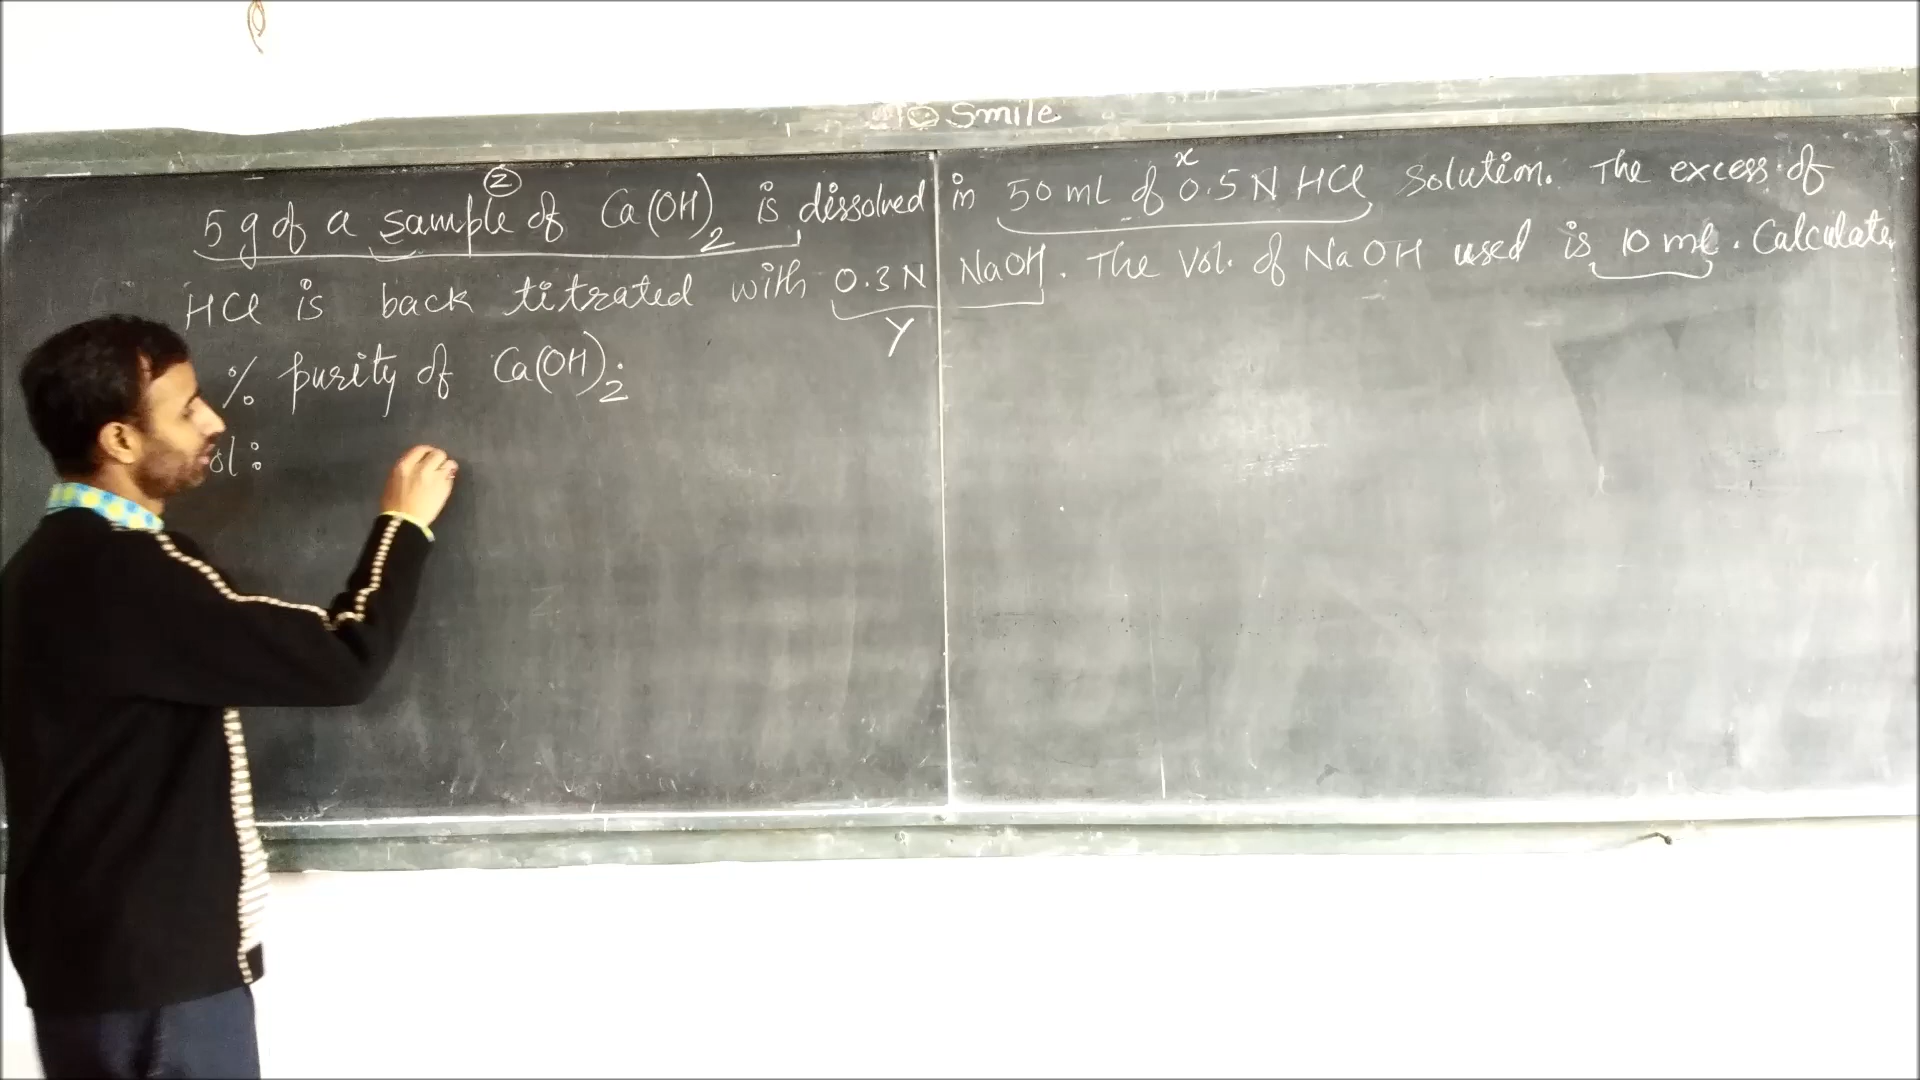 Smile
5 g of a sample of Ca(OH)2 is dissolved in 50 ml of 0.5 N HCl solution. The excess of
HCl is back titrated with 0.3 N NaOH. The Vol. of NaOH used is 10 ml. Calculate
% purity of Ca(OH)2.
ol:
z
x
y